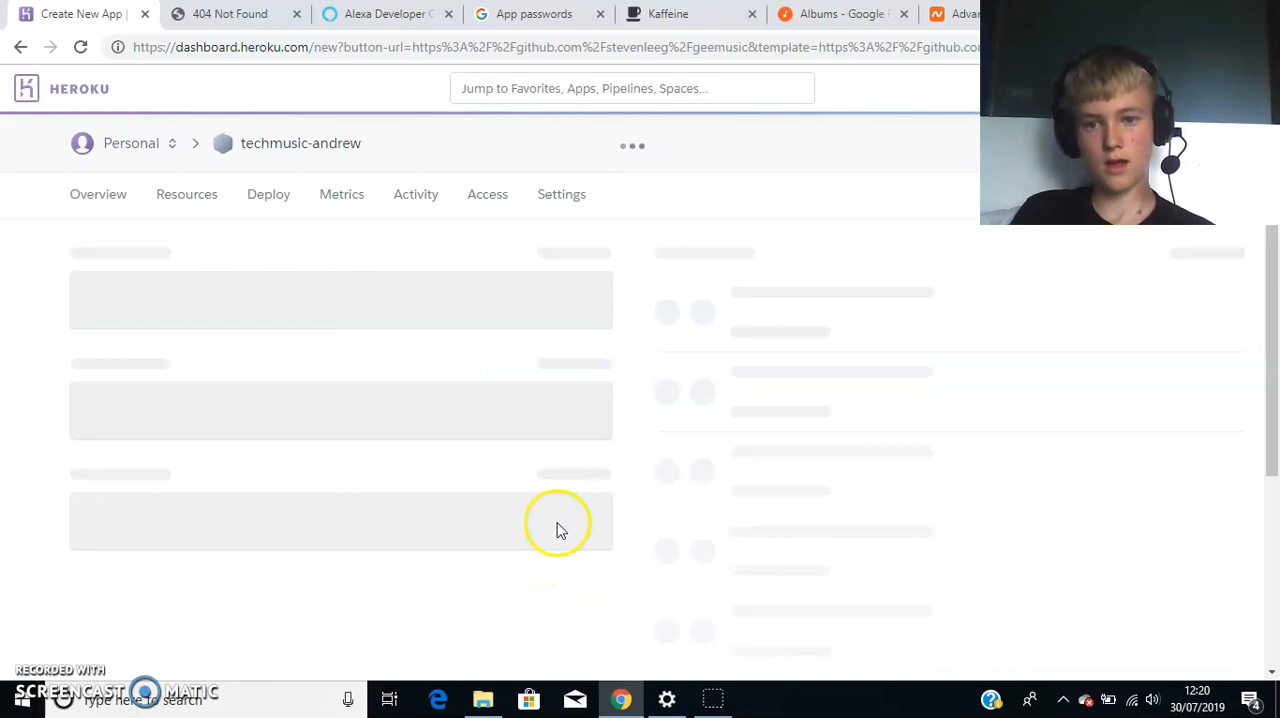 Create New App
404 Not Found
Alexa Developer C
App passwords
Kaffeine
Albums - Google P
Advan
https://dashboard.heroku.com/new?button-url=https%3A%2F%2Fgithub.com%2Fstevenleeg%2Fgeemusic&template=https%3A%2F%2Fgithub.co
HEROKU
Jump to Favorites, Apps, Pipelines, Spaces...
Personal
techmusic-andrew
Overview
Resources
Deploy
Metrics
Activity
Access
Settings
RECORDED WITH
SCREENCAST MATIC
Type here to search
12:20
30/07/2019
4